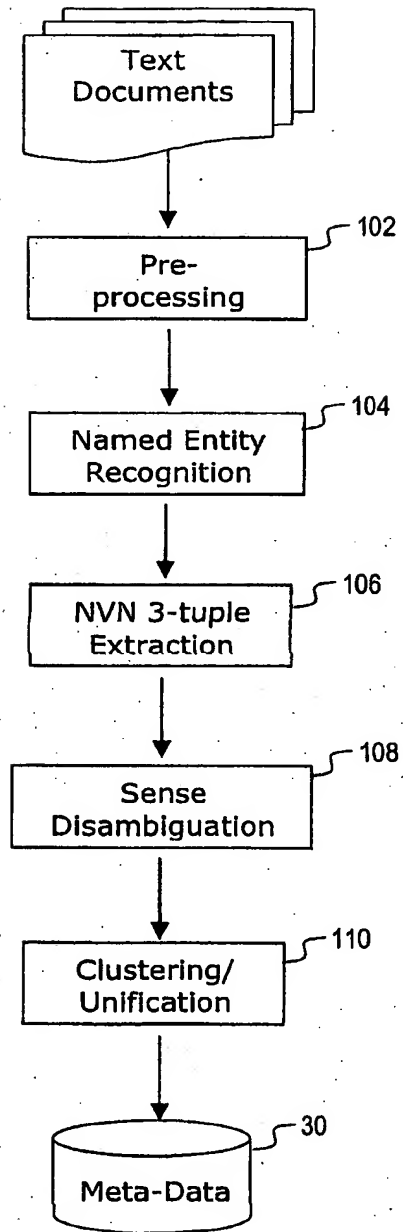 Text
Documents
102
Pre-
processing
104
Named Entity
Recognition
106
NVN 3-tuple
Extraction
108
Sense
Disambiguation
110
Clustering/
Unification
30
Meta-Data